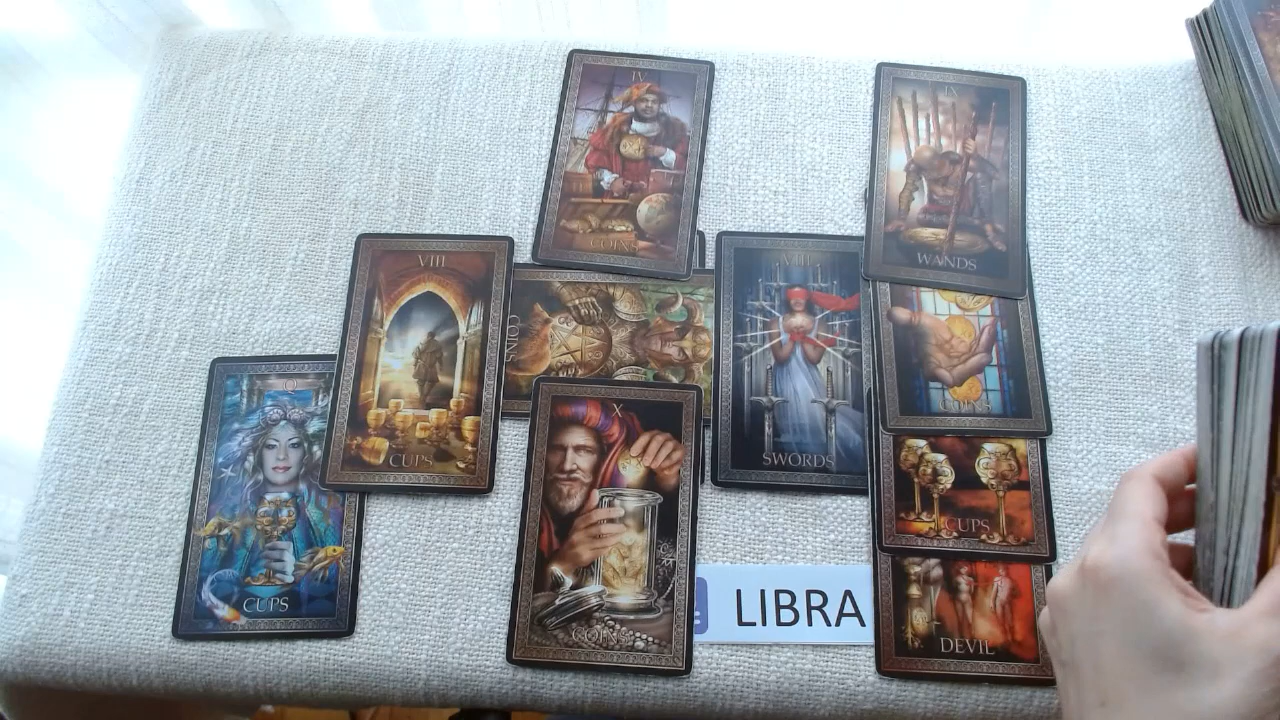 IV
COINS
IX
WANDS
VIII
CUPS
COINS
VIII
SWORDS
COINS
Q
CUPS
X
COINS
CUPS
LIBRA
DEVIL